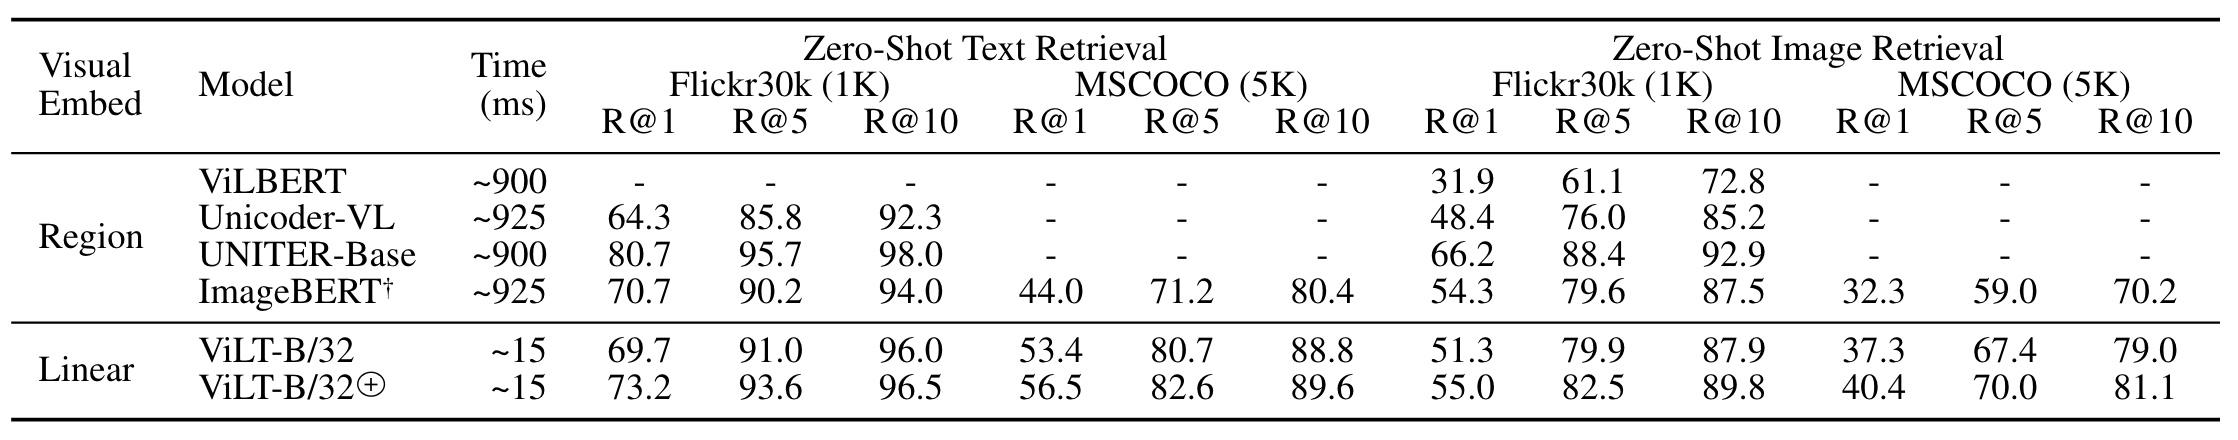 Visual Embed Model Time (ms) Zero-Shot Text Retrieval Zero-Shot Image Retrieval
Flickr30k (1K) MSCOCO (5K) Flickr30k (1K) MSCOCO (5K)
R@1 R@5 R@10 R@1 R@5 R@10 R@1 R@5 R@10 R@1 R@5 R@10
Region
ViLBERT ~900 - - - - - - 31.9 61.1 72.8 - - -
Unicoder-VL ~925 64.3 85.8 92.3 - - - 48.4 76.0 85.2 - - -
UNITER-Base ~900 80.7 95.7 98.0 - - - 66.2 88.4 92.9 - - -
ImageBERT† ~925 70.7 90.2 94.0 44.0 71.2 80.4 54.3 79.6 87.5 32.3 59.0 70.2
Linear
ViLT-B/32 ~15 69.7 91.0 96.0 53.4 80.7 88.8 51.3 79.9 87.9 37.3 67.4 79.0
ViLT-B/32⊕ ~15 73.2 93.6 96.5 56.5 82.6 89.6 55.0 82.5 89.8 40.4 70.0 81.1